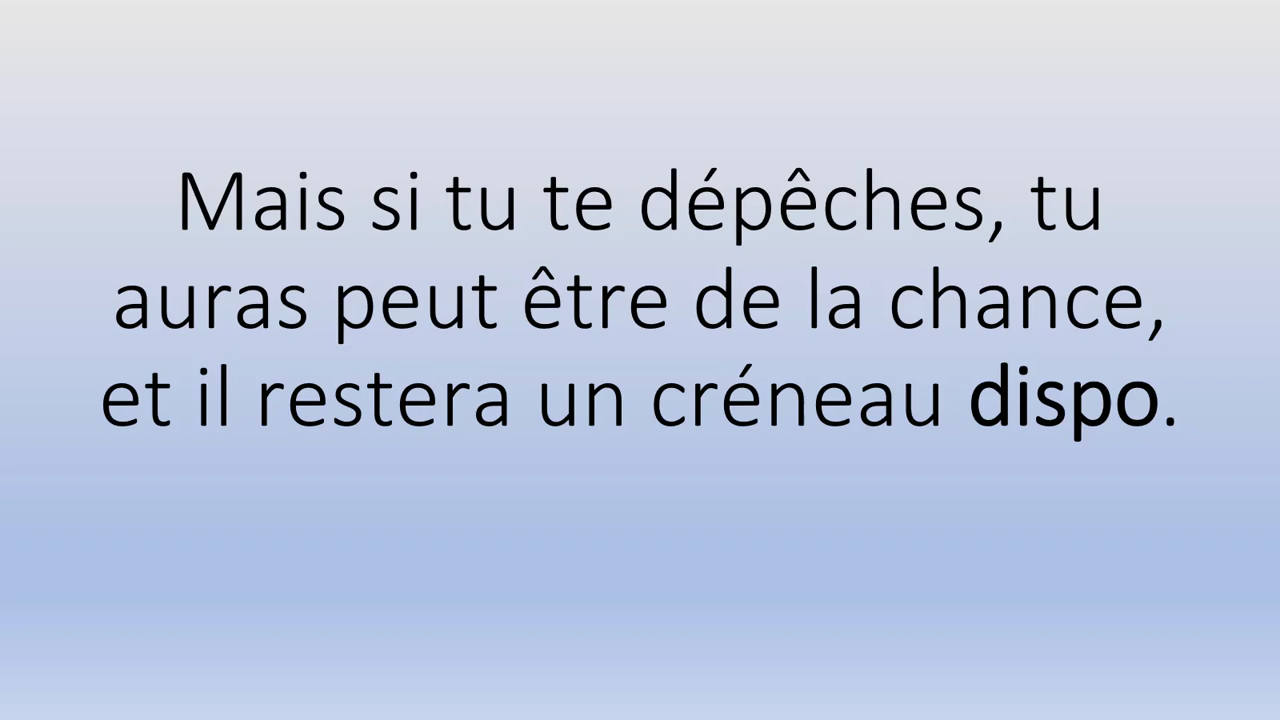 Mais si tu te dépêches, tu
auras peut être de la chance,
et il restera un créneau dispo.